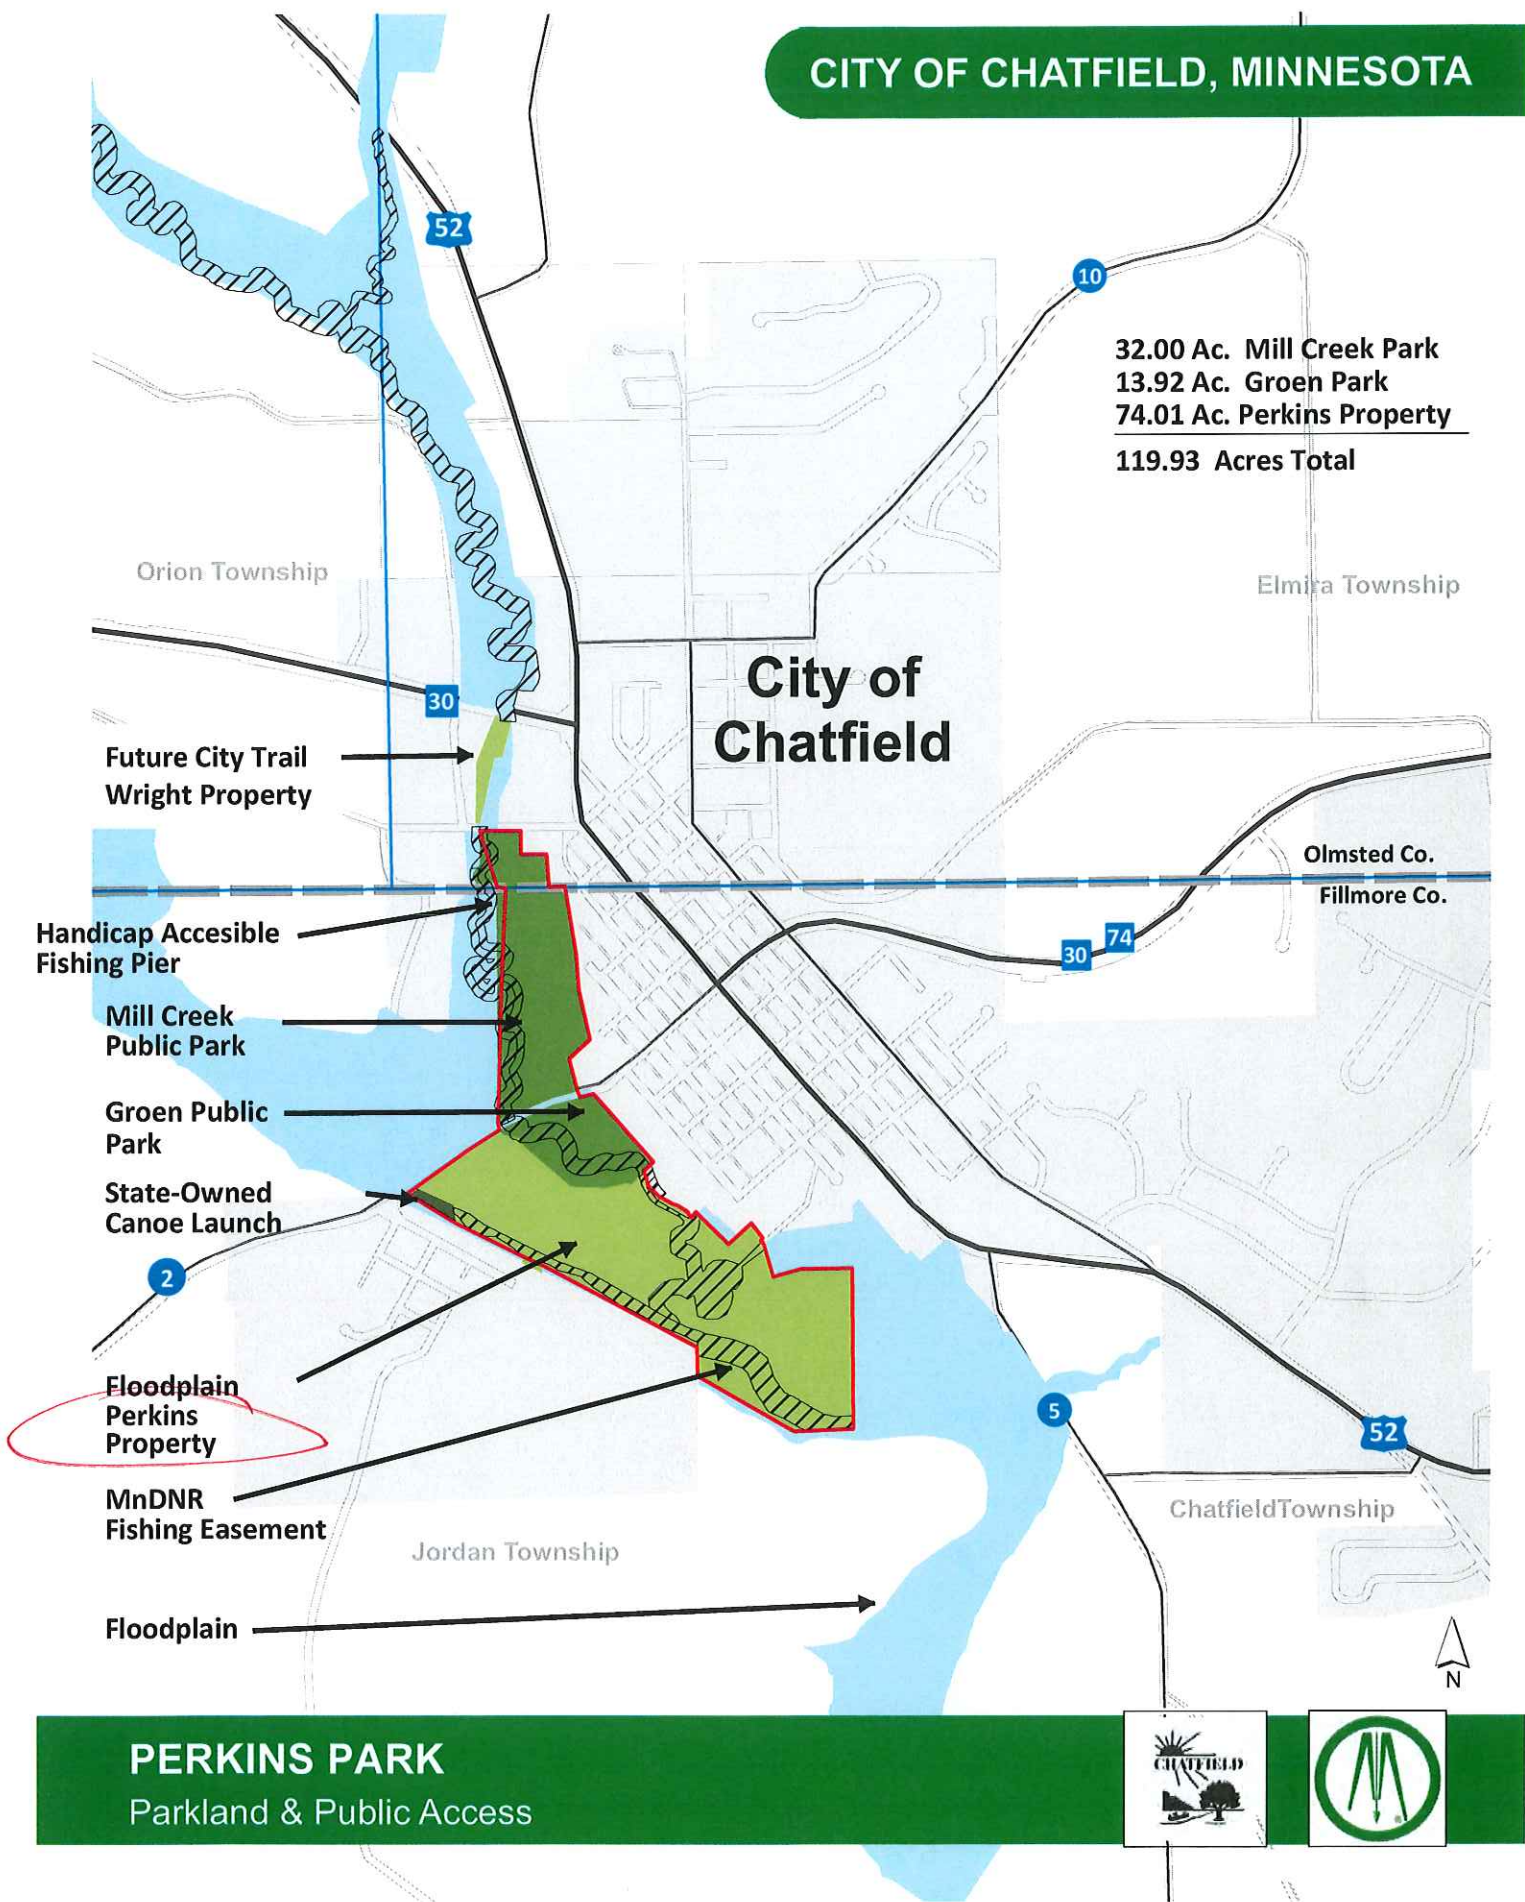 CITY OF CHATFIELD, MINNESOTA
52
10
32.00 Ac. Mill Creek Park
13.92 Ac. Groen Park
74.01 Ac. Perkins Property
119.93 Acres Total
Orion Township
Elmira Township
City of
Chatfield
30
Future City Trail
Wright Property
Olmsted Co.
Fillmore Co.
Handicap Accesible
Fishing Pier
30
74
Mill Creek
Public Park
Groen Public
Park
State-Owned
Canoe Launch
2
Floodplain
Perkins
Property
5
52
MnDNR
Fishing Easement
ChatfieldTownship
Jordan Township
Floodplain
N
PERKINS PARK
Parkland & Public Access
CHATFIELD